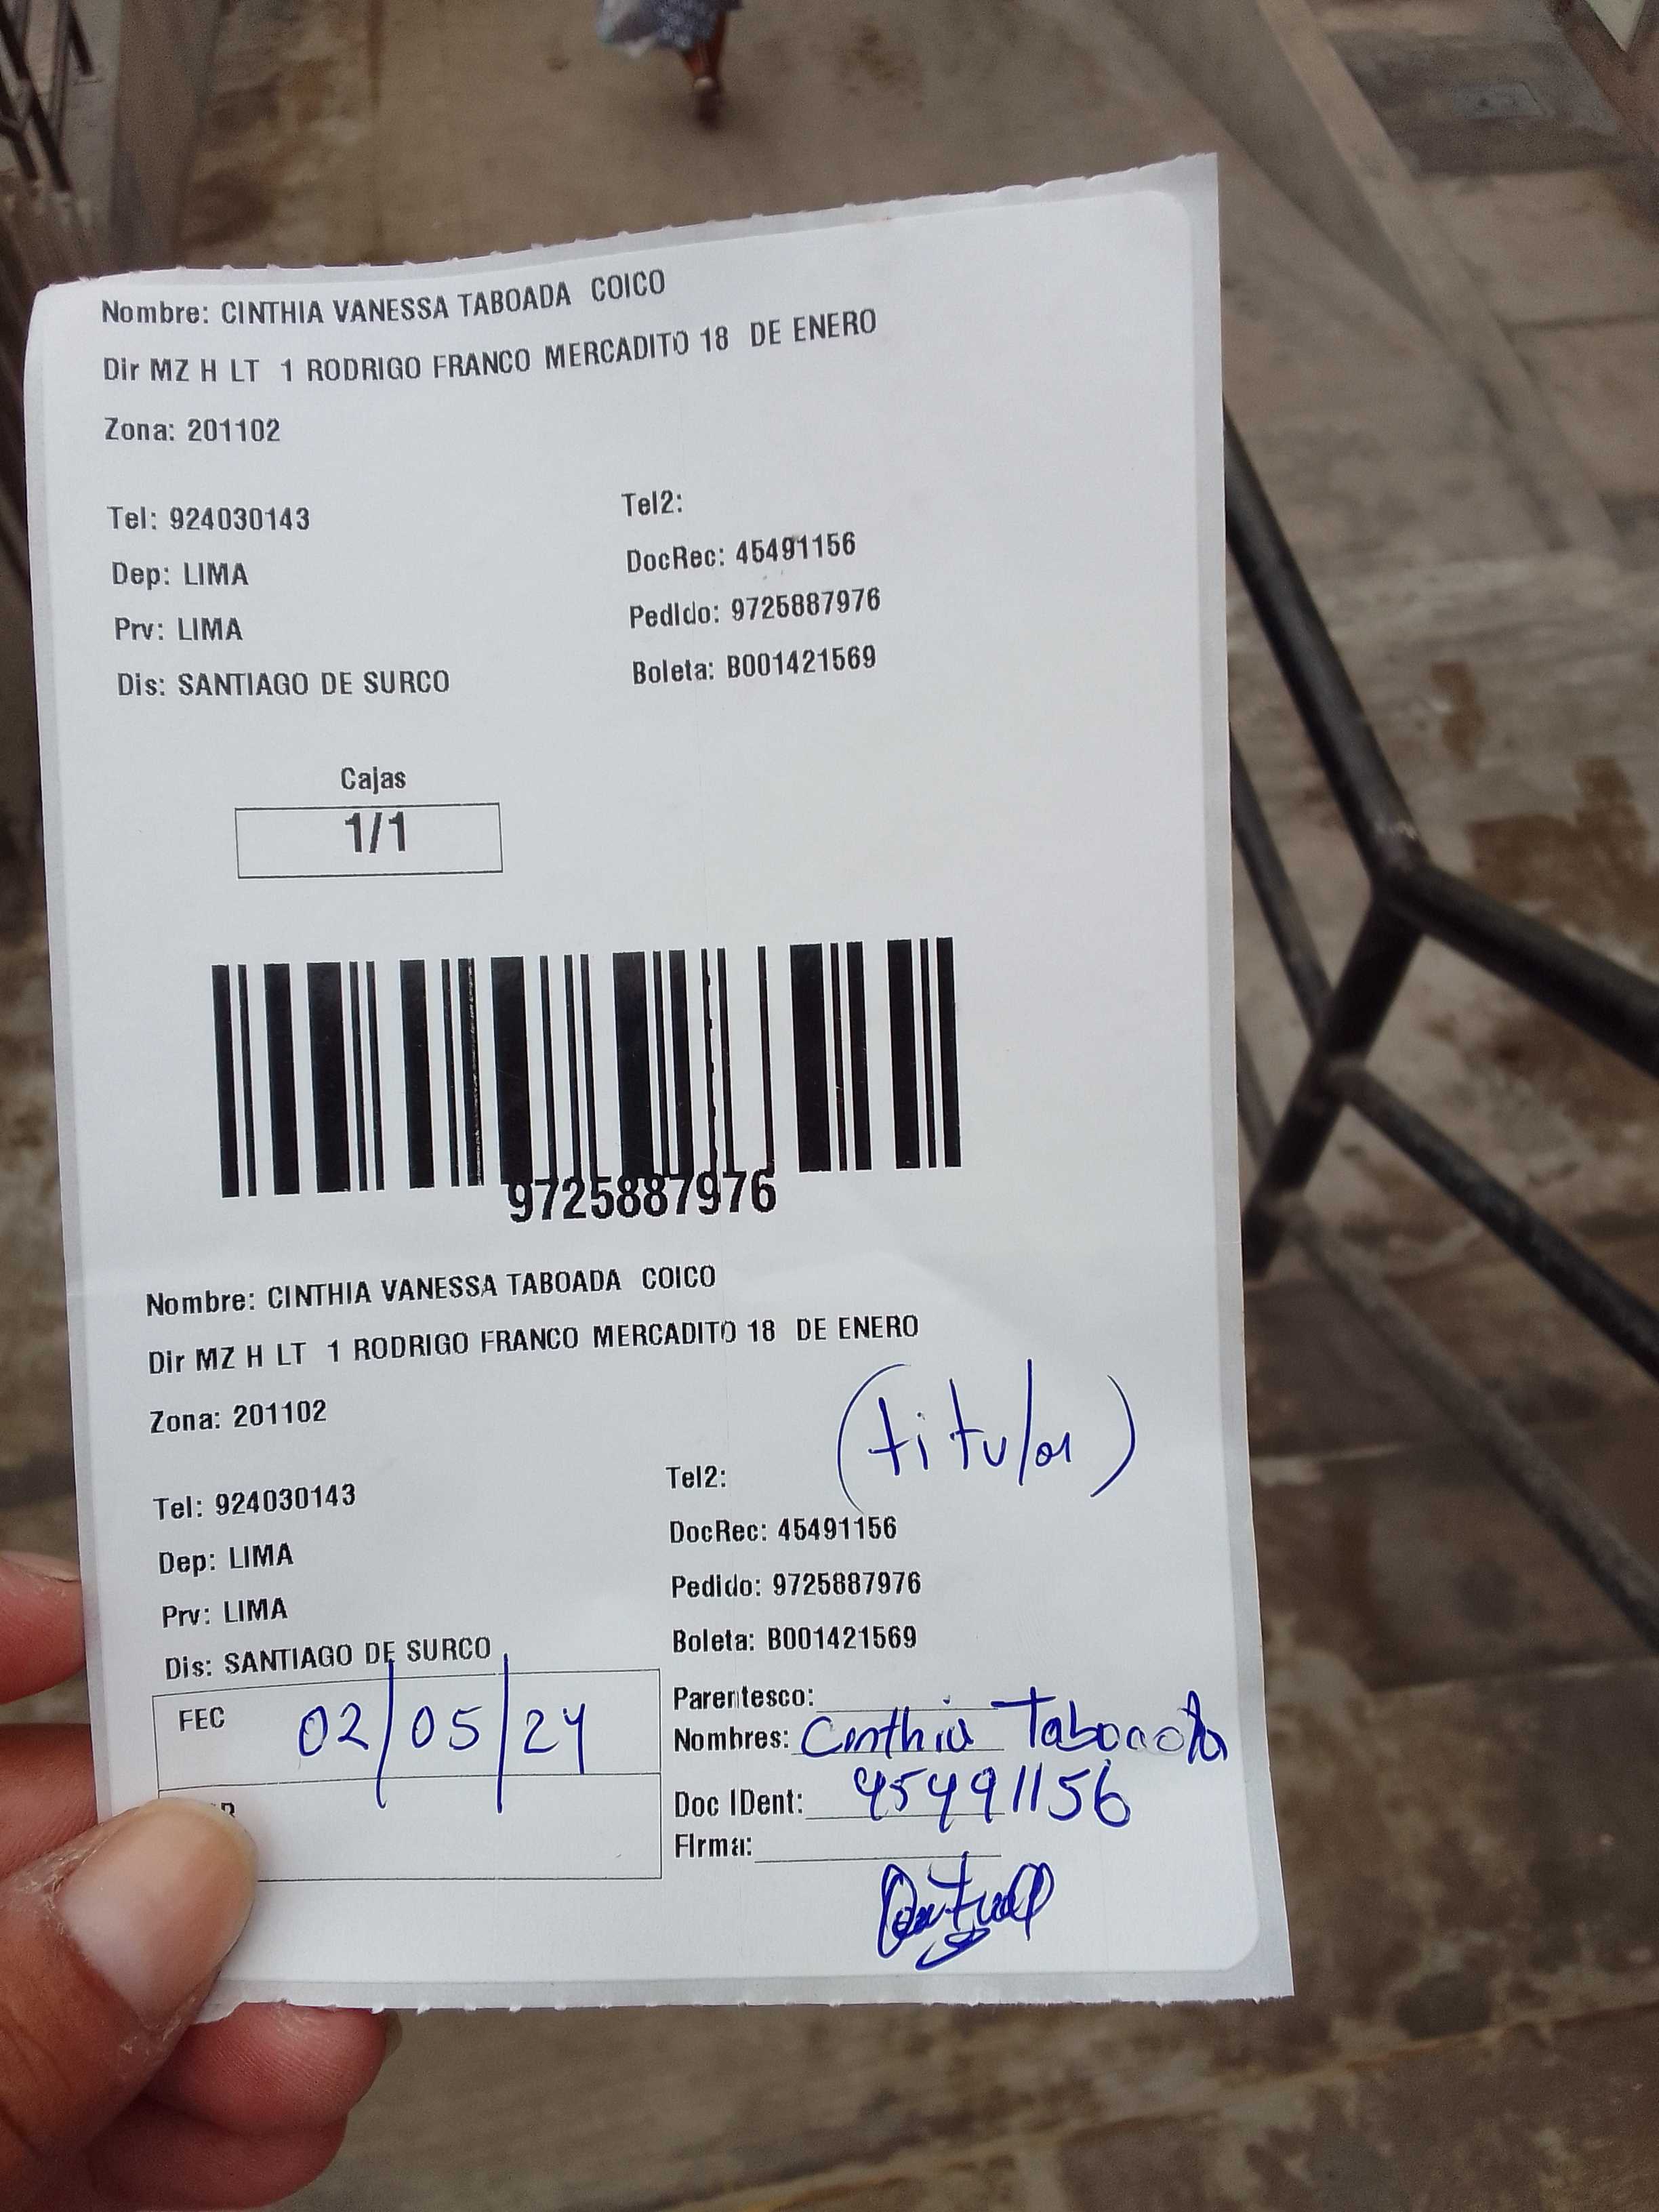 Nombre: CINTHIA VANESSA TABOADA COICO
Dir MZ H LT 1 RODRIGO FRANCO MERCADITO 18 DE ENERO
Zona: 201102
Tel: 924030143 Tel2:
Dep: LIMA DocRec: 45491156
Prv: LIMA PedIdo: 9725887976
Dis: SANTIAGO DE SURCO Boleta: B001421569
Cajas
1/1
9725887976
Nombre: CINTHIA VANESSA TABOADA COICO
Dir MZ H LT 1 RODRIGO FRANCO MERCADITO 18 DE ENERO
Zona: 201102
(titular)
Tel: 924030143 Tel2:
Dep: LIMA DocRec: 45491156
Prv: LIMA Pedido: 9725887976
Dis: SANTIAGO DE SURCO Boleta: B001421569
FEC 02/05/24
Parentesco:
Nombres: Cinthia Taboada
Doc IDent: 45491156
FIrma: